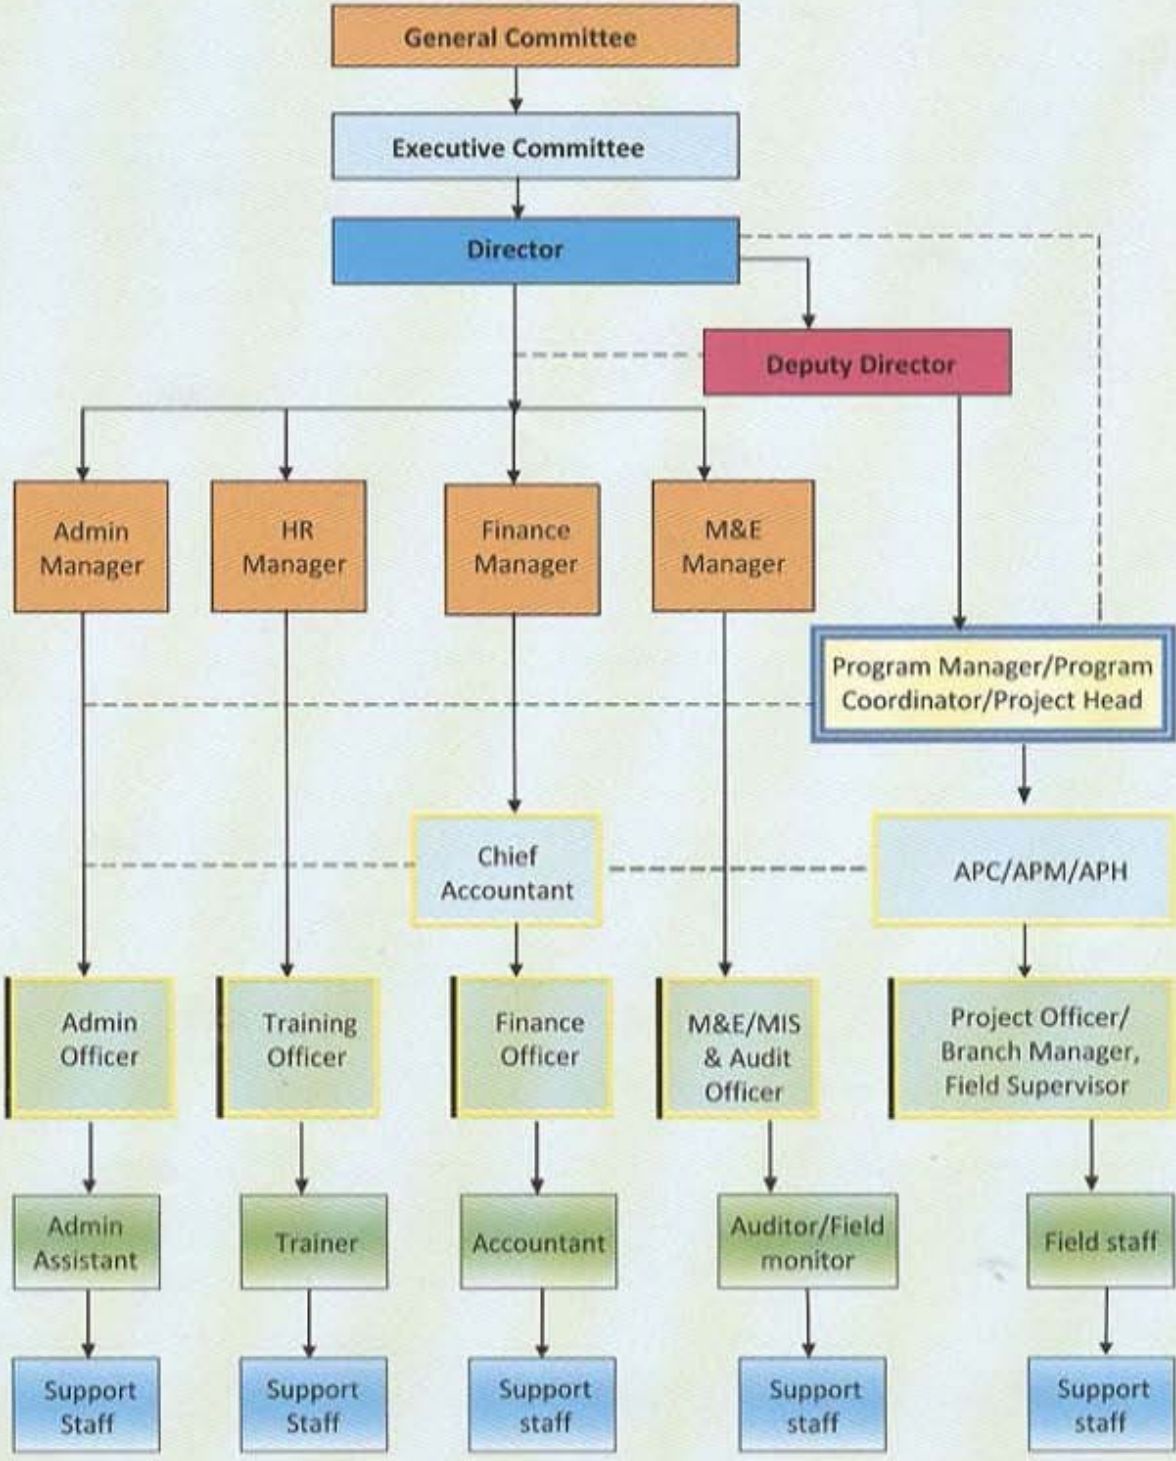 General Committee
Executive Committee
Director
Deputy Director
Admin
Manager
HR
Manager
Finance
Manager
M&E
Manager
Program Manager/Program
Coordinator/Project Head
Chief
Accountant
APC/APM/APH
Admin
Officer
Training
Officer
Finance
Officer
M&E/MIS
& Audit
Officer
Project Officer/
Branch Manager,
Field Supervisor
Admin
Assistant
Trainer
Accountant
Auditor/Field
monitor
Field staff
Support
Staff
Support
Staff
Support
staff
Support
staff
Support
staff